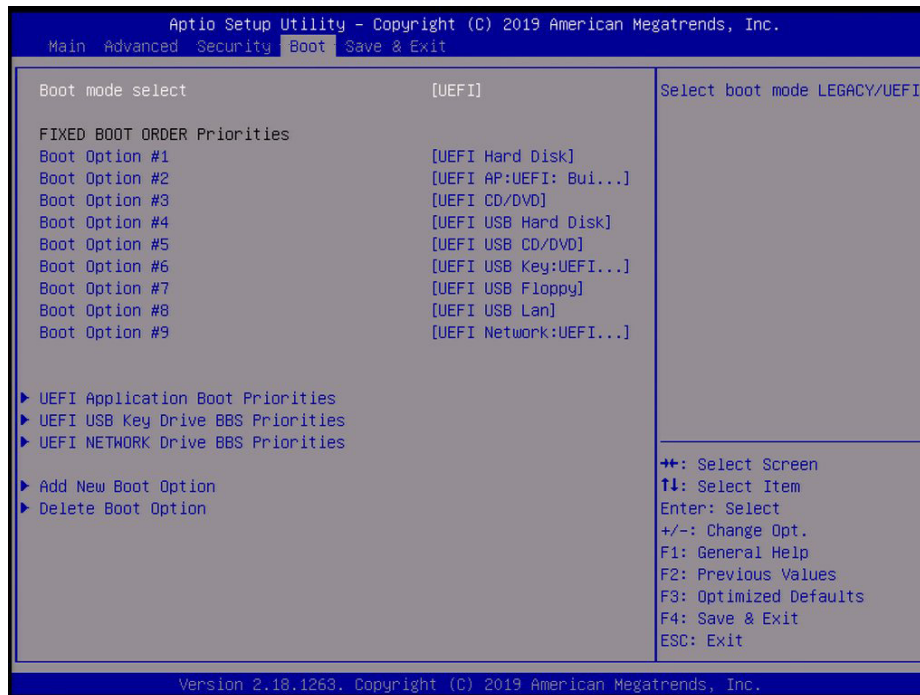 Aptio Setup Utility – Copyright (C) 2019 American Megatrends, Inc.
Main Advanced Security Boot Save & Exit
Boot mode select [UEFI]
FIXED BOOT ORDER Priorities
Boot Option #1 [UEFI Hard Disk]
Boot Option #2 [UEFI AP:UEFI: Bui...]
Boot Option #3 [UEFI CD/DVD]
Boot Option #4 [UEFI USB Hard Disk]
Boot Option #5 [UEFI USB CD/DVD]
Boot Option #6 [UEFI USB Key:UEFI...]
Boot Option #7 [UEFI USB Floppy]
Boot Option #8 [UEFI USB Lan]
Boot Option #9 [UEFI Network:UEFI...]
▶ UEFI Application Boot Priorities
▶ UEFI USB Key Drive BBS Priorities
▶ UEFI NETWORK Drive BBS Priorities
▶ Add New Boot Option
▶ Delete Boot Option
Select boot mode LEGACY/UEFI
→←: Select Screen
↑↓: Select Item
Enter: Select
+/-: Change Opt.
F1: General Help
F2: Previous Values
F3: Optimized Defaults
F4: Save & Exit
ESC: Exit
Version 2.18.1263. Copyright (C) 2019 American Megatrends, Inc.